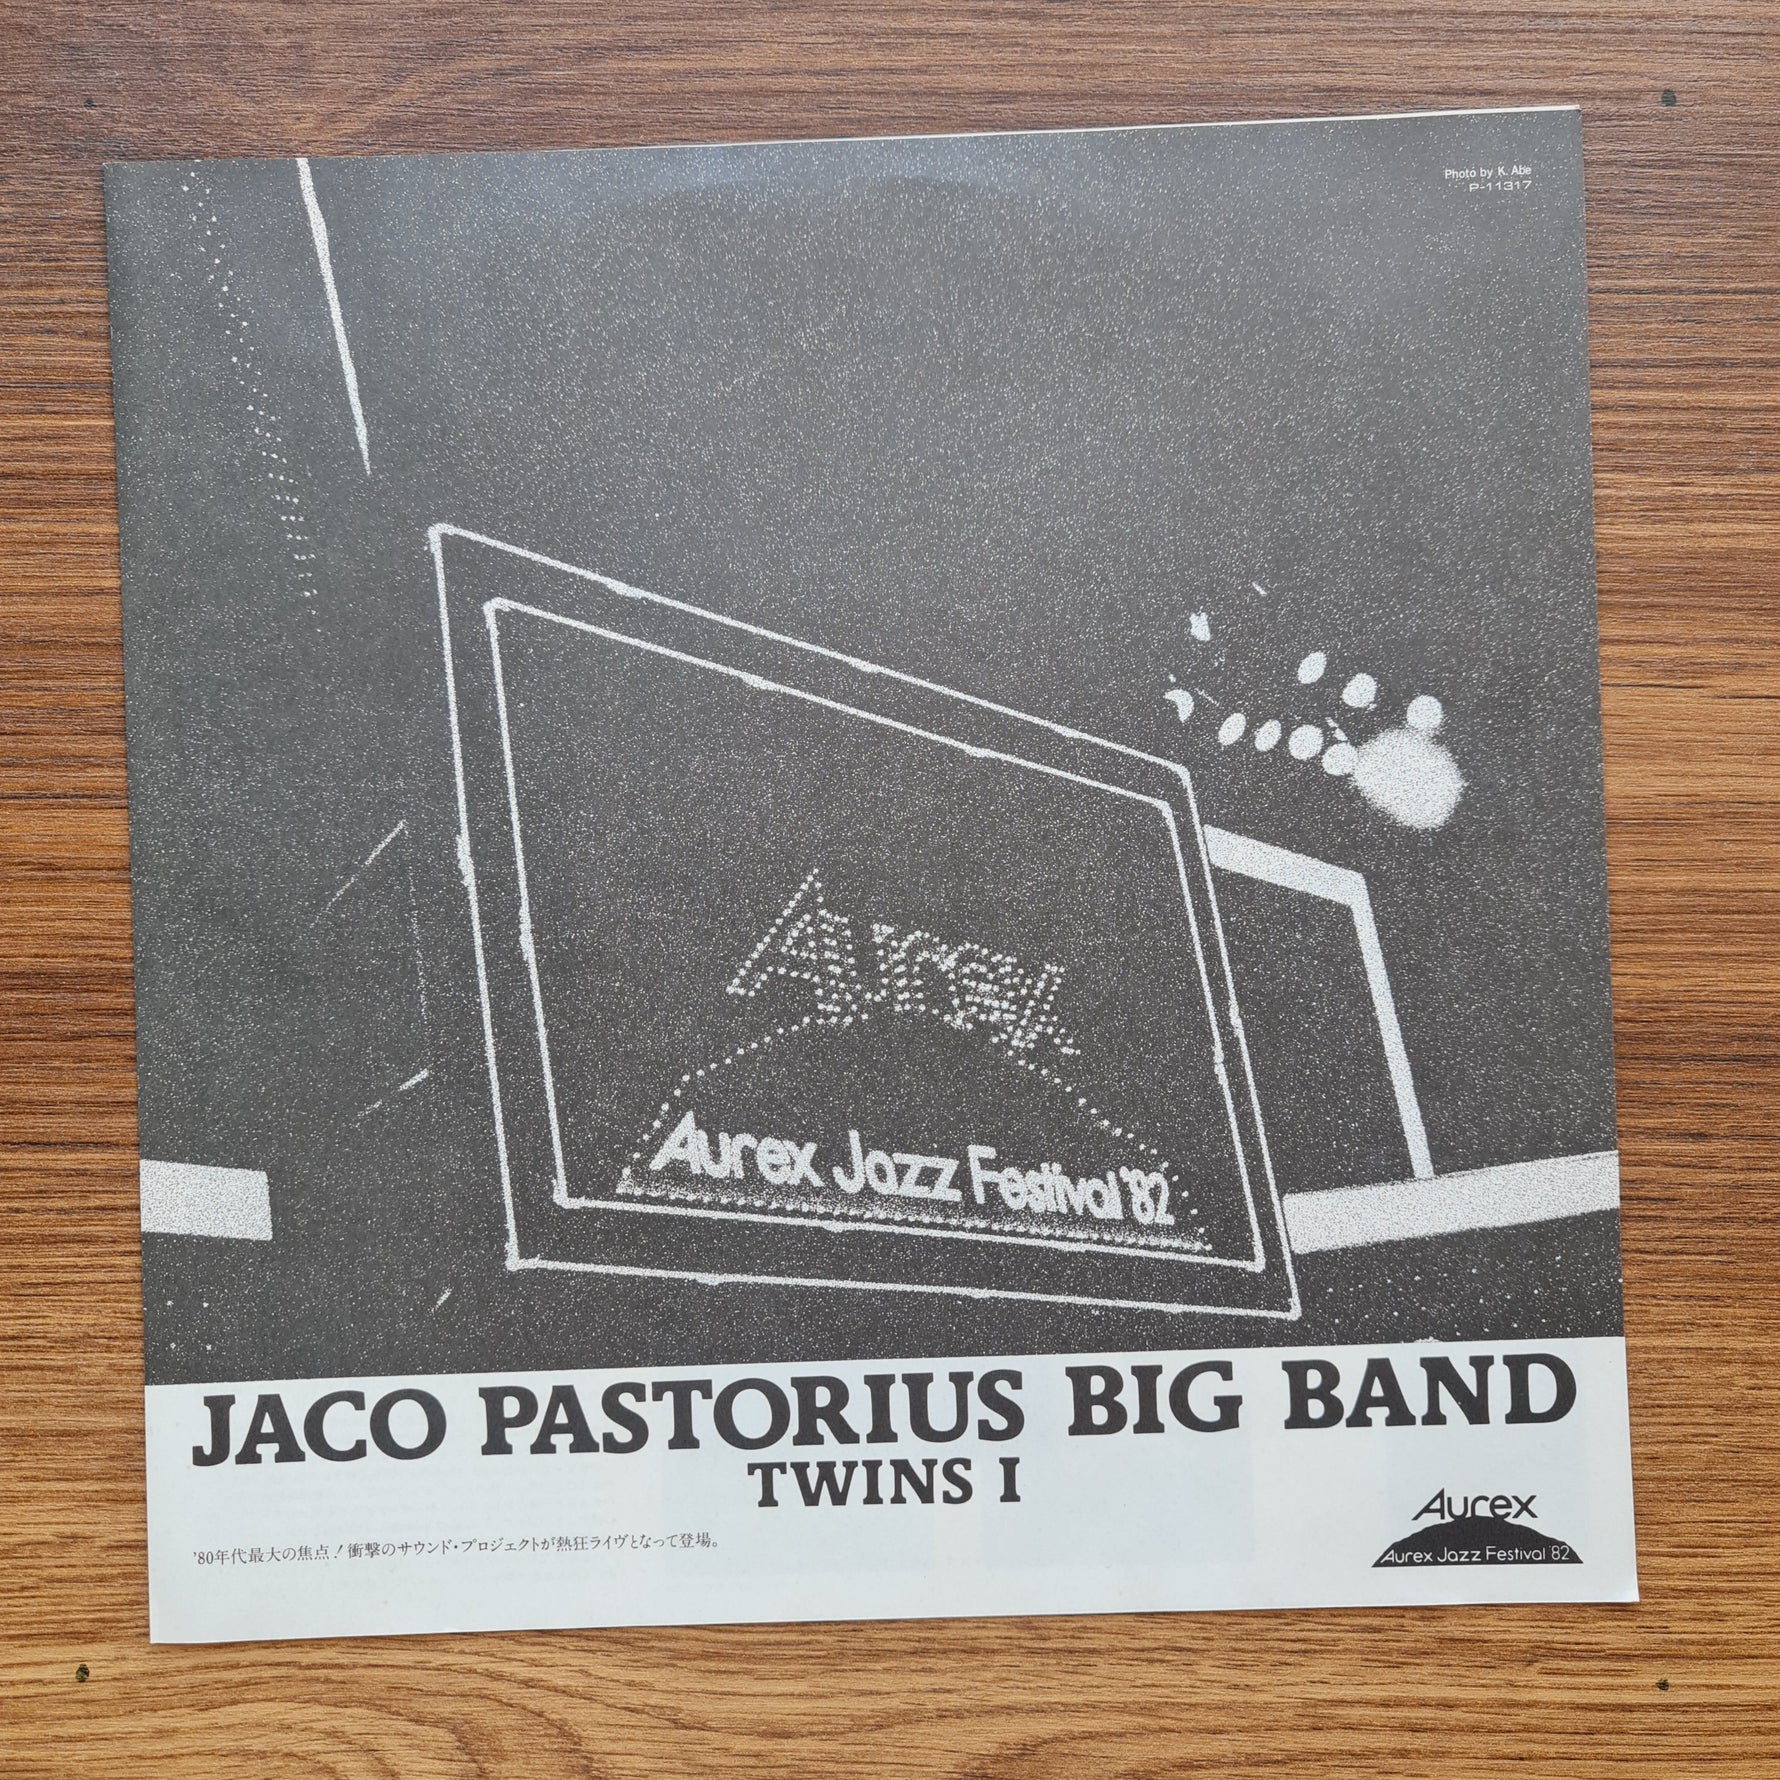 Photo by K. Abe
P-11317
Aurex
Aurex Jazz Festival '82
JACO PASTORIUS BIG BAND
TWINS I
'80年代最大の焦点！衝撃のサウンド・プロジェクトが熱狂ライヴとなって登場。
Aurex
Aurex Jazz Festival '82